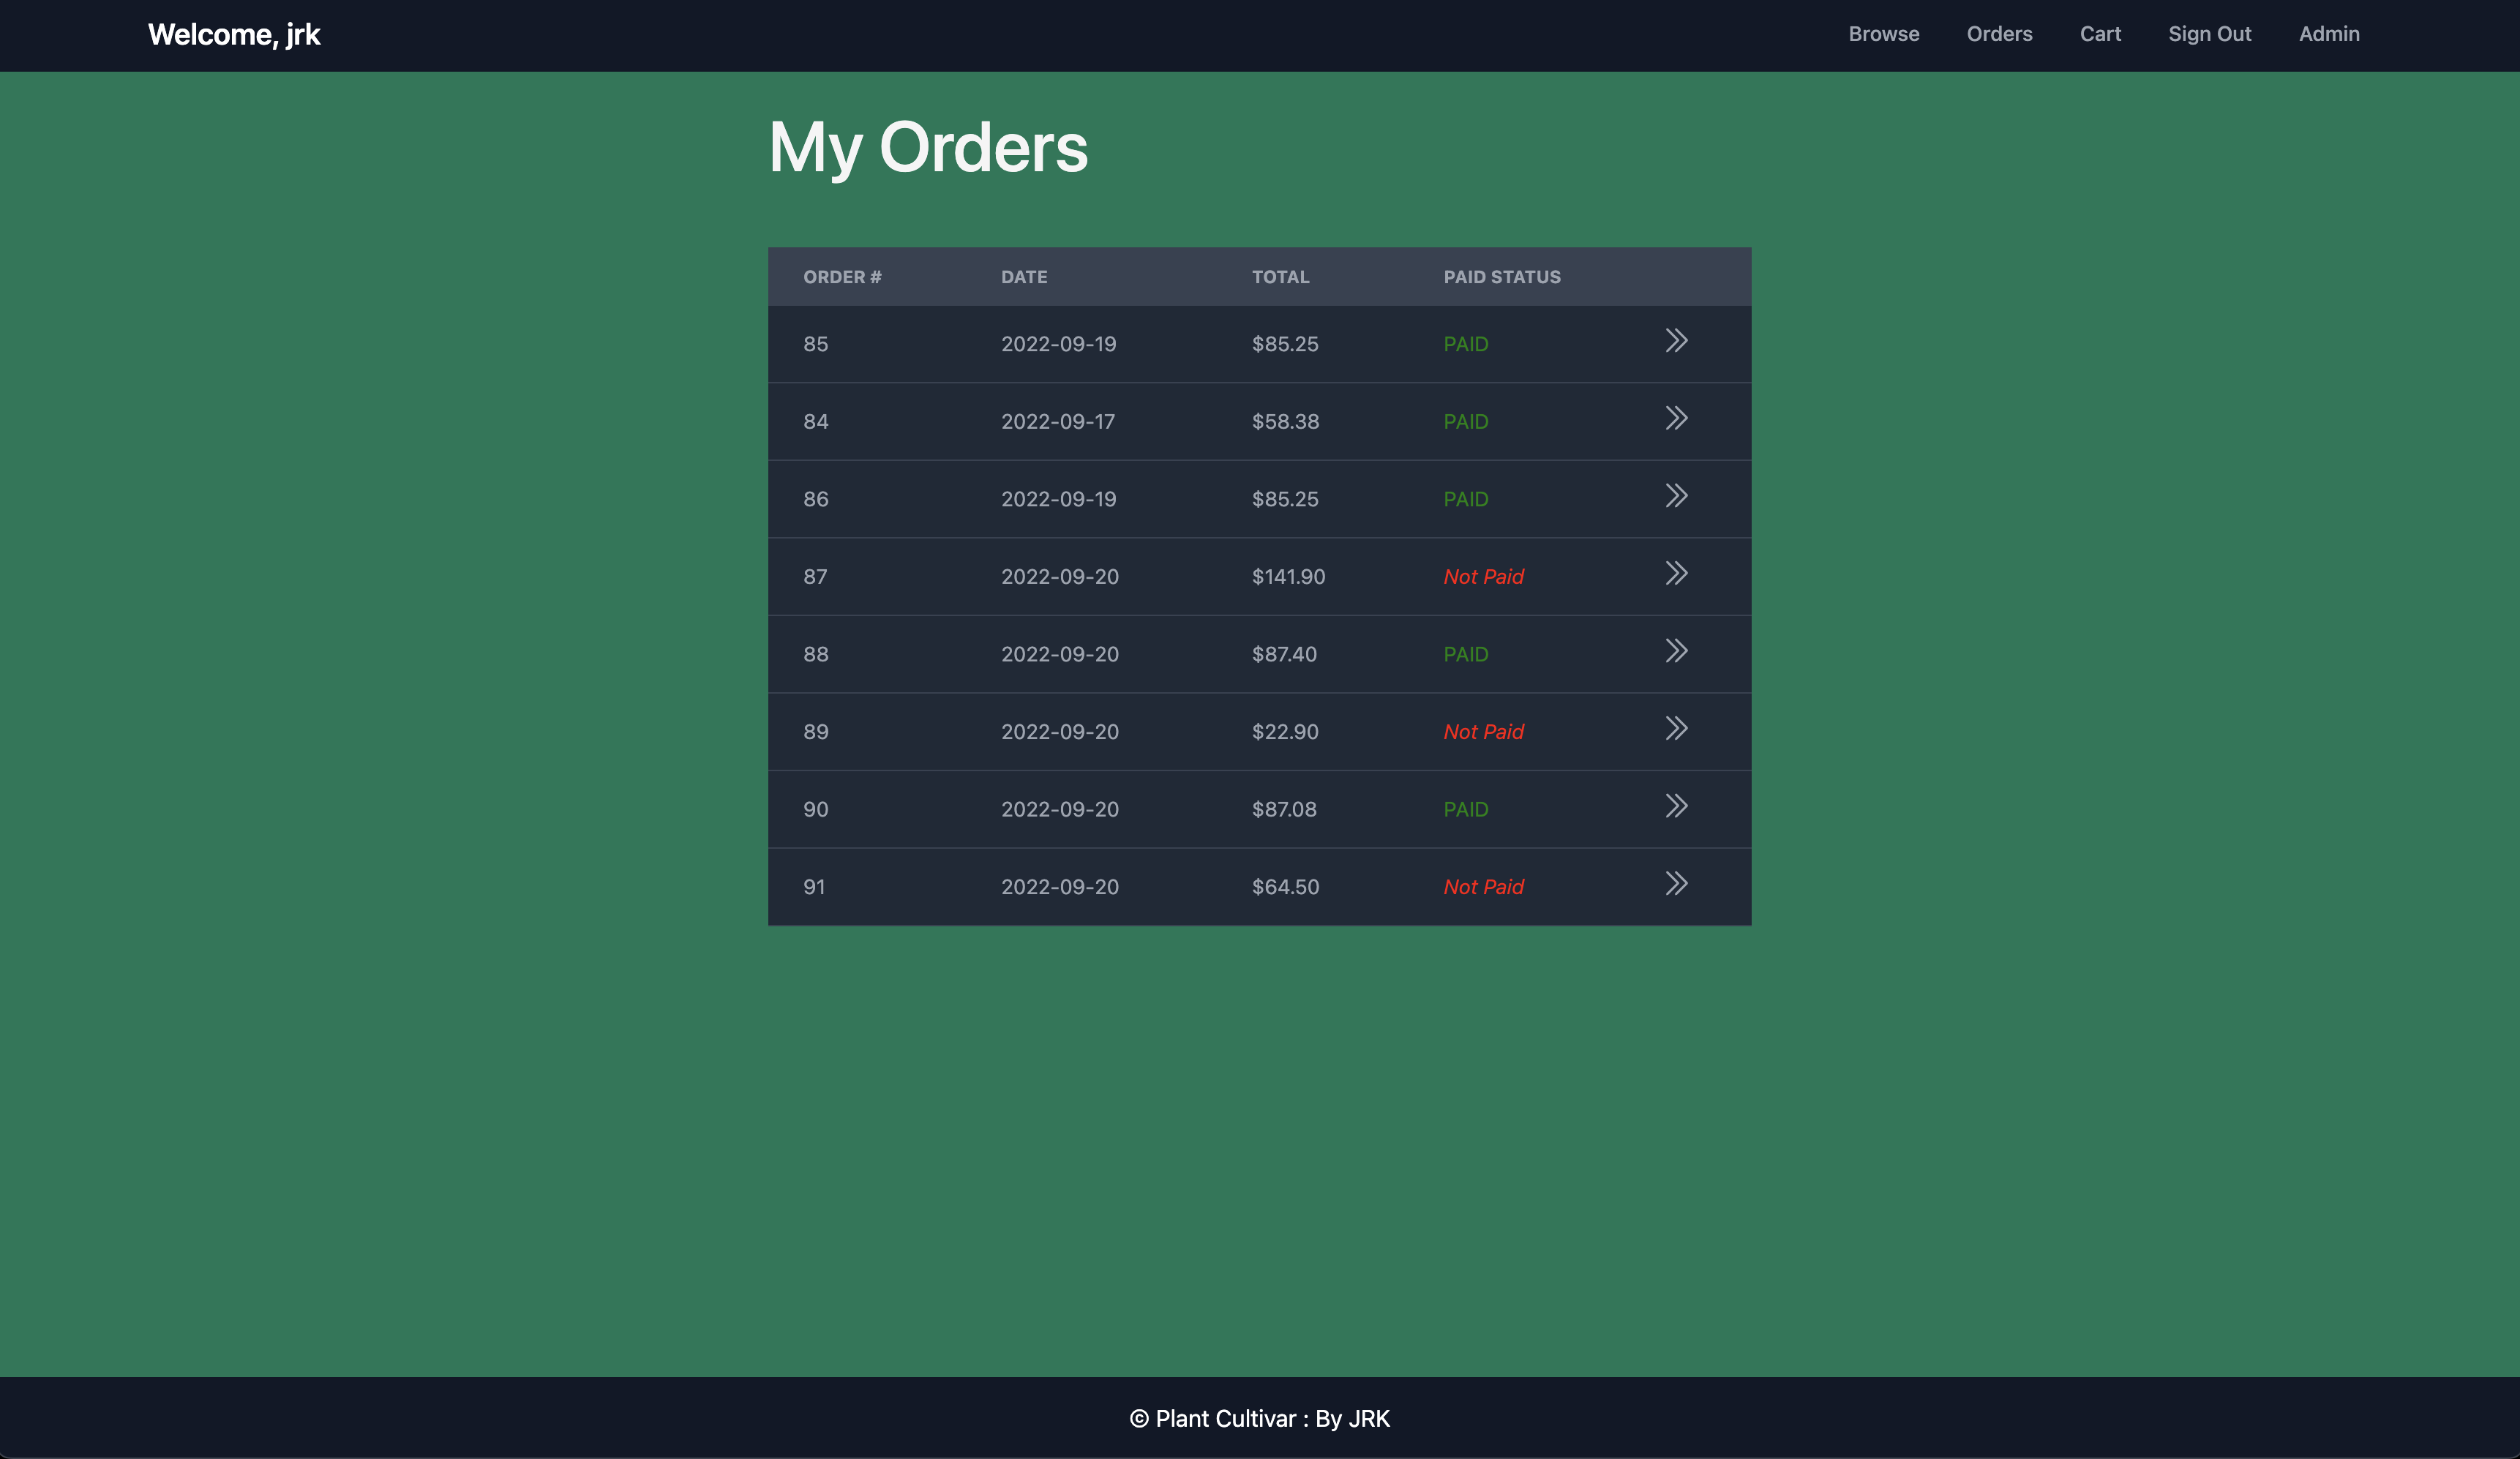 Welcome, jrk Browse Orders Cart Sign Out Admin
My Orders
ORDER # DATE TOTAL PAID STATUS
85 2022-09-19 $85.25 PAID
84 2022-09-17 $58.38 PAID
86 2022-09-19 $85.25 PAID
87 2022-09-20 $141.90 Not Paid
88 2022-09-20 $87.40 PAID
89 2022-09-20 $22.90 Not Paid
90 2022-09-20 $87.08 PAID
91 2022-09-20 $64.50 Not Paid
© Plant Cultivar : By JRK